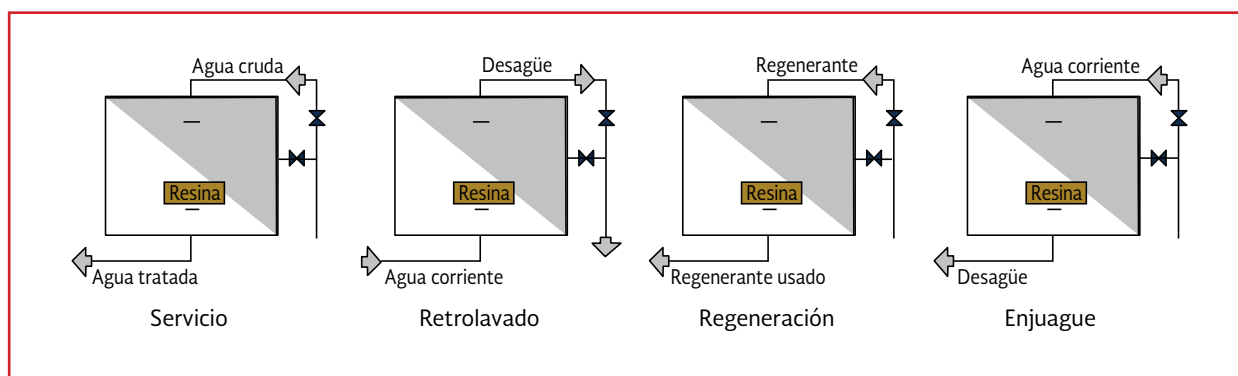 Agua cruda
Resina
Agua tratada
Servicio
Desagüe
Resina
Agua corriente
Retrolavado
Regenerante
Resina
Regenerante usado
Regeneración
Agua corriente
Resina
Desagüe
Enjuague